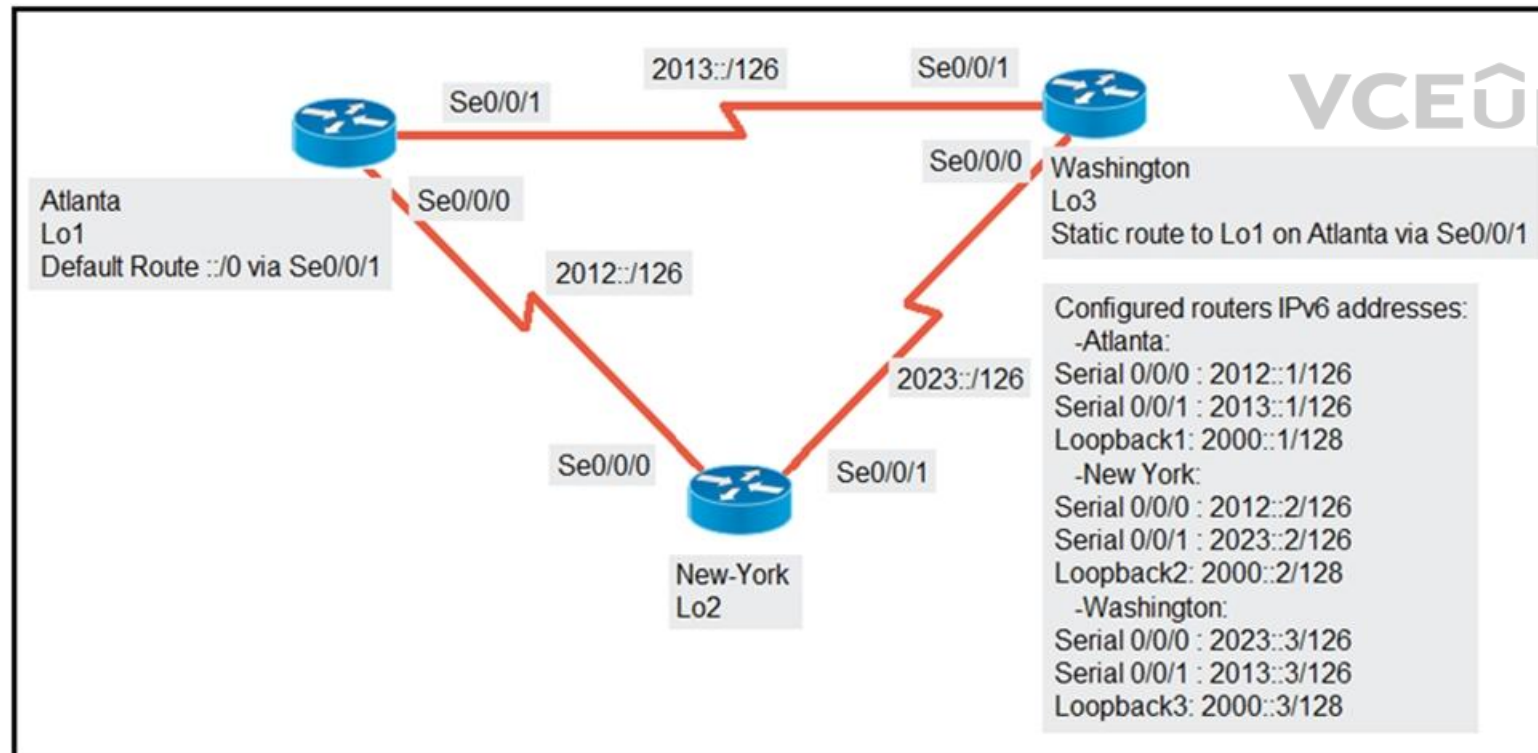 2013::/126
Se0/0/1
Se0/0/1
VCEÛp
Se0/0/0
Se0/0/0
Atlanta
Lo1
Default Route ::/0 via Se0/0/1
Washington
Lo3
Static route to Lo1 on Atlanta via Se0/0/1
2012::/126
2023::/126
Se0/0/0
Se0/0/1
New-York
Lo2
Configured routers IPv6 addresses:
-Atlanta:
Serial 0/0/0 : 2012::1/126
Serial 0/0/1 : 2013::1/126
Loopback1: 2000::1/128
-New York:
Serial 0/0/0 : 2012::2/126
Serial 0/0/1 : 2023::2/126
Loopback2: 2000::2/128
-Washington:
Serial 0/0/0 : 2023::3/126
Serial 0/0/1 : 2013::3/126
Loopback3: 2000::3/128